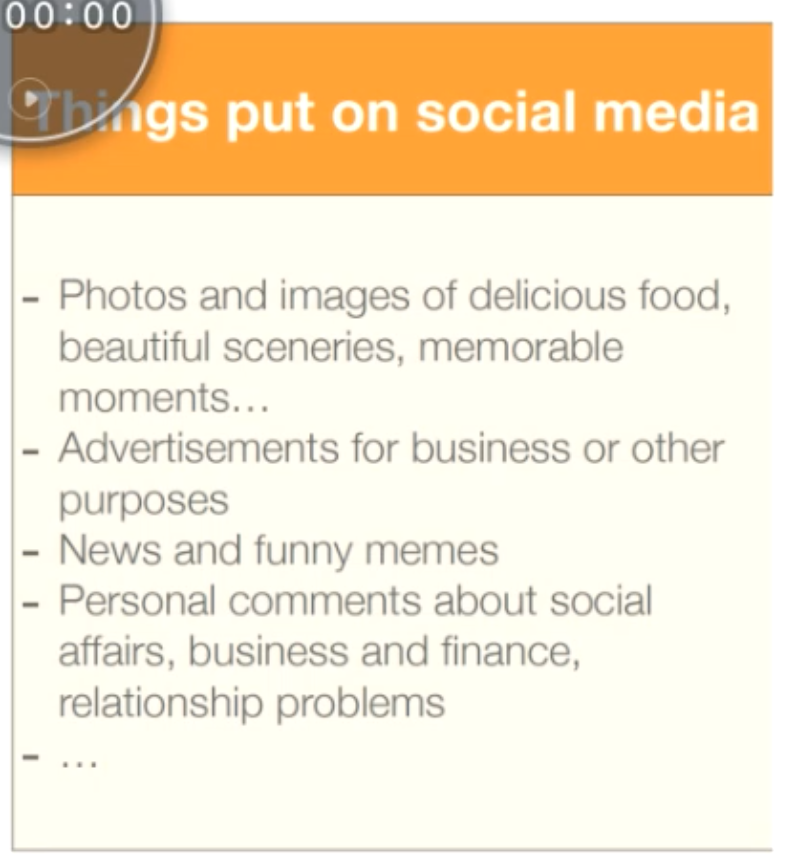 00:00
Things put on social media
- Photos and images of delicious food,
beautiful sceneries, memorable
moments...
- Advertisements for business or other
purposes
- News and funny memes
- Personal comments about social
affairs, business and finance,
relationship problems
- ...